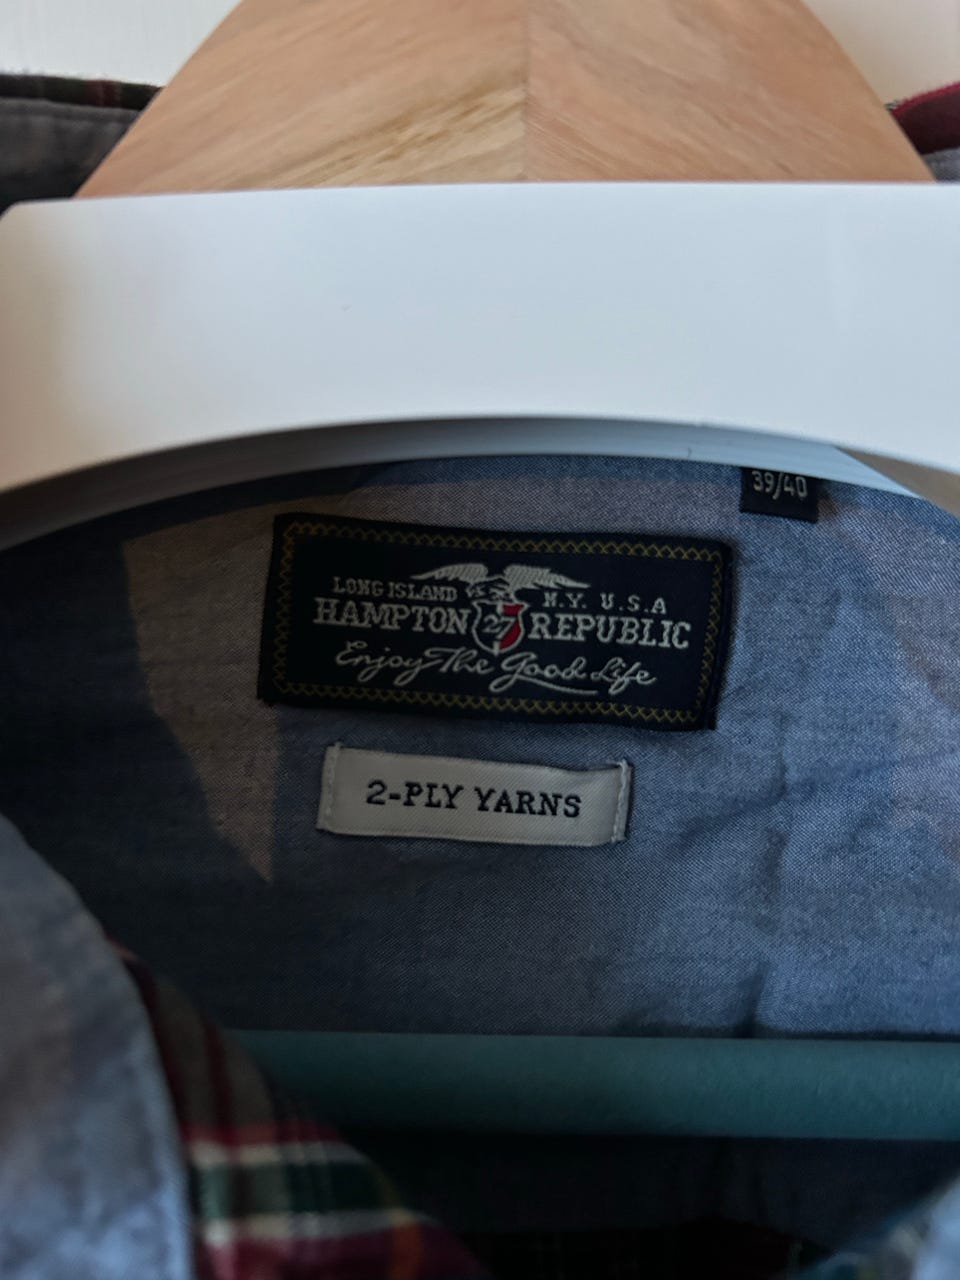 39/40
LONG ISLAND N.Y. U.S.A
HAMPTON 27 REPUBLIC
Enjoy The Good Life
2-PLY YARNS